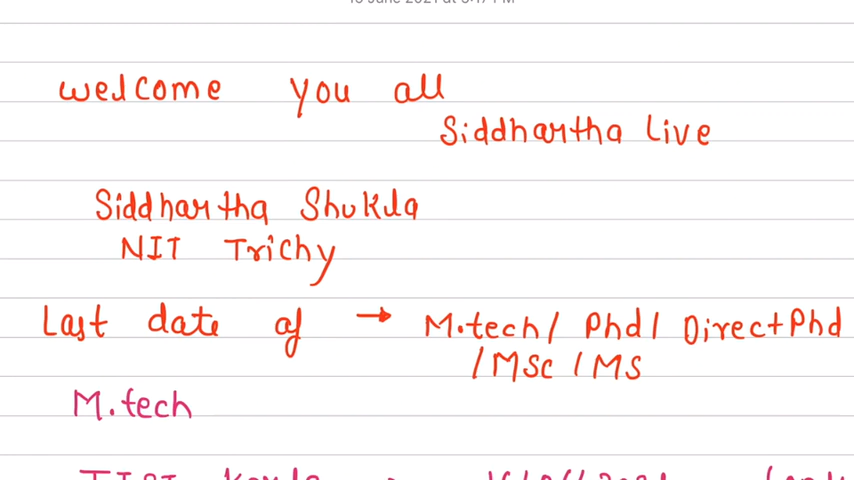 welcome you all
Siddhartha Live
Siddhartha Shukla
NIT Trichy
Last date of → M.tech/ Phd/ Direct Phd
/MSc /MS
M.tech